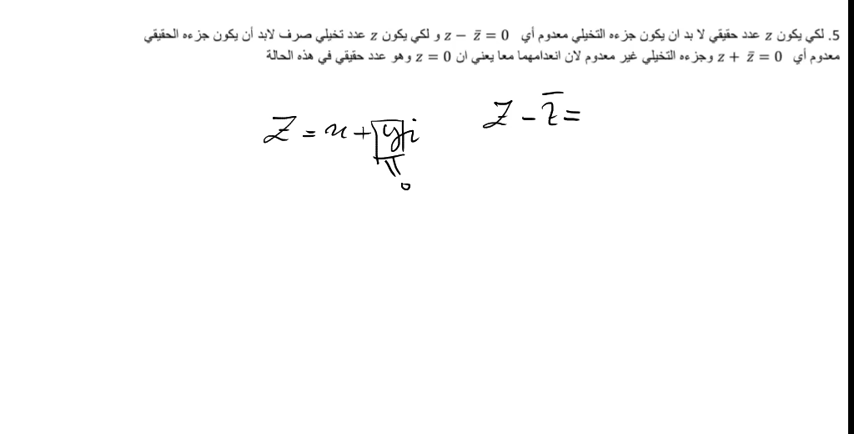 5. لكي يكون z عدد حقيقي لا بد ان يكون جزءه التخيلي معدوم أي z − z̄ = 0 و لكي يكون z عدد تخيلي صرف لابد أن يكون جزءه الحقيقي
معدوم أي z + z̄ = 0 وجزءه التخيلي غير معدوم لان انعدامهما معا يعني ان z = 0 وهو عدد حقيقي في هذه الحالة
Z = x + yi Z − z̄ =
0